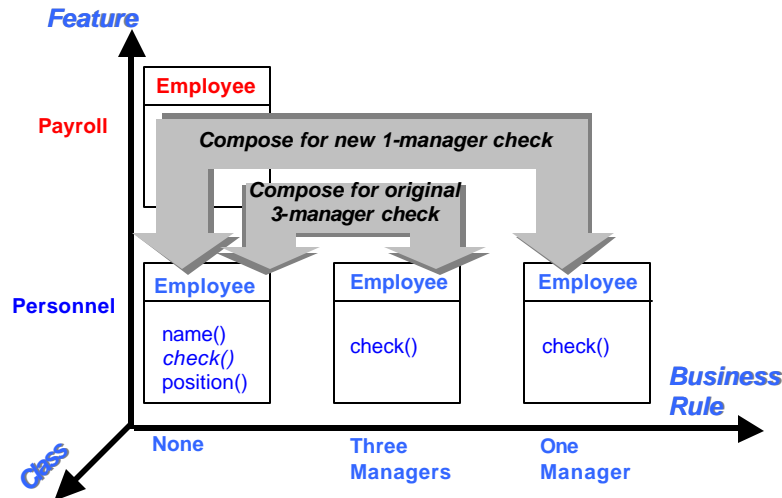 Feature
Employee
Payroll
Compose for new 1-manager check
Compose for original
3-manager check
Employee
Employee
Employee
Personnel
name()
check()
position()
check()
check()
Business
Rule
None
Three
Managers
One
Manager
Class